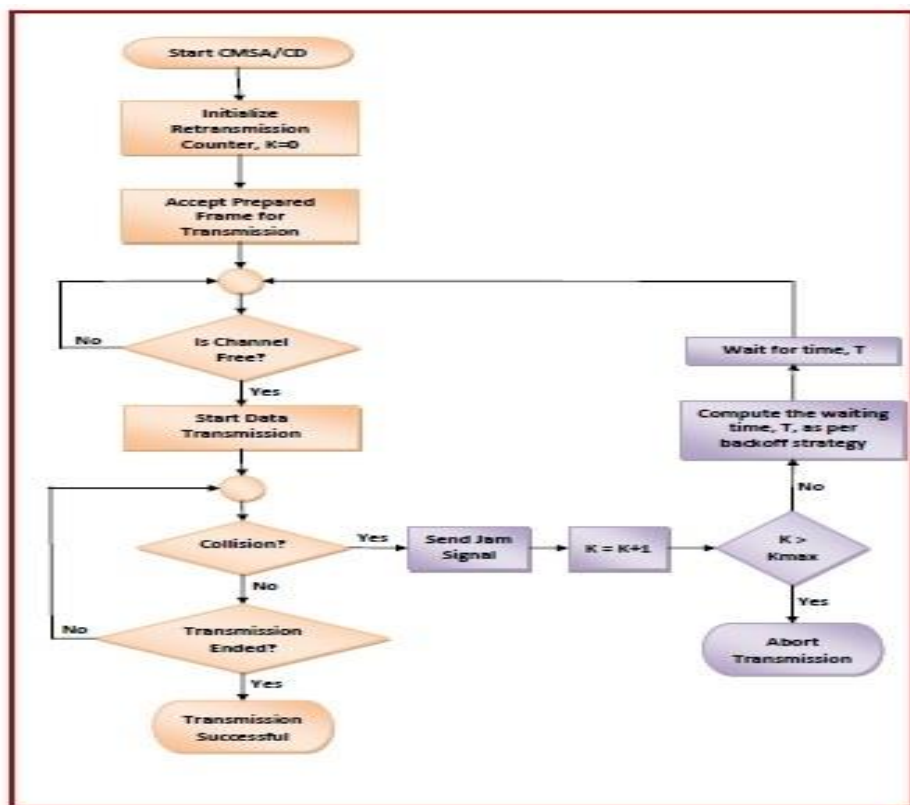 Start CMSA/CD
Initialize
Retransmission
Counter, K=0
Accept Prepared
Frame for
Transmission
No
Is Channel
Free?
Yes
Start Data
Transmission
Collision?
Yes
No
No
Transmission
Ended?
Yes
Transmission
Successful
Send Jam
Signal
K = K+1
K >
Kmax
No
Yes
Compute the waiting
time, T, as per
backoff strategy
Wait for time, T
Abort
Transmission